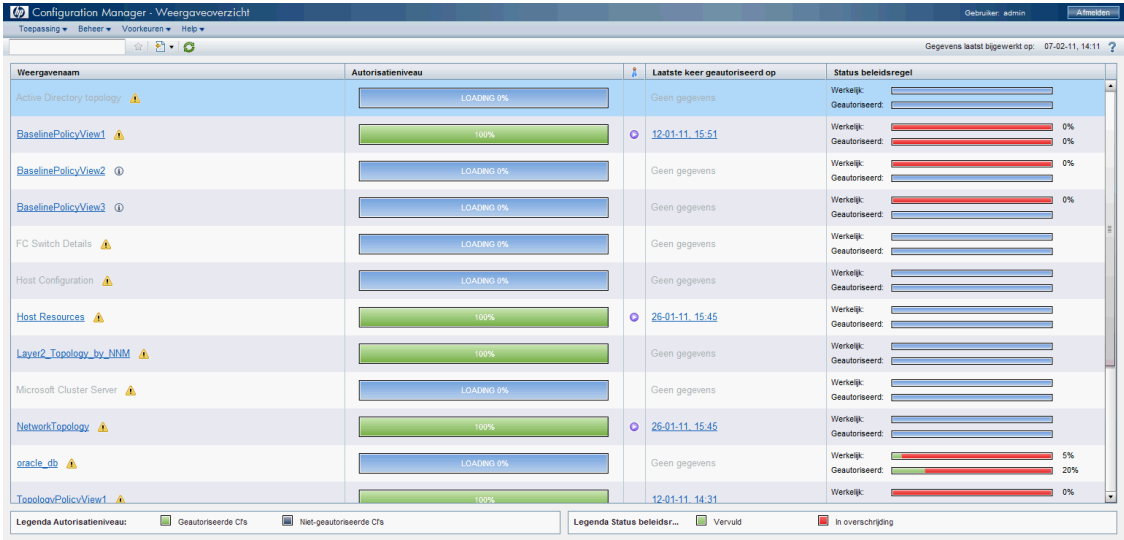 Configuration Manager - Weergaveoverzicht Gebruiker: admin Afmelden
Toepassing Beheer Voorkeuren Help
Gegevens laatst bijgewerkt op: 07-02-11, 14:11 ?
Weergavenaam Autorisatieniveau Laatste keer geautoriseerd op Status beleidsregel
Active Directory topology LOADING 0% Geen gegevens Werkelijk:
Geautoriseerd:
BaselinePolicyView1 100% 12-01-11, 15:51 Werkelijk: 0%
Geautoriseerd: 0%
BaselinePolicyView2 LOADING 0% Geen gegevens Werkelijk: 0%
Geautoriseerd:
BaselinePolicyView3 LOADING 0% Geen gegevens Werkelijk: 0%
Geautoriseerd:
FC Switch Details LOADING 0% Geen gegevens Werkelijk:
Geautoriseerd:
Host Configuration LOADING 0% Geen gegevens Werkelijk:
Geautoriseerd:
Host Resources 100% 26-01-11, 15:45 Werkelijk:
Geautoriseerd:
Layer2_Topology_by_NNM 100% Geen gegevens Werkelijk:
Geautoriseerd:
Microsoft Cluster Server LOADING 0% Geen gegevens Werkelijk:
Geautoriseerd:
NetworkTopology 100% 26-01-11, 15:45 Werkelijk:
Geautoriseerd:
oracle_db LOADING 0% Geen gegevens Werkelijk: 5%
Geautoriseerd: 20%
TopologyPolicyView1 100% 12-01-11, 14:31 Werkelijk: 0%
Legenda Autorisatieniveau: Geautoriseerde CI's Niet-geautoriseerde CI's Legenda Status beleidsr... Vervuld In overschrijding